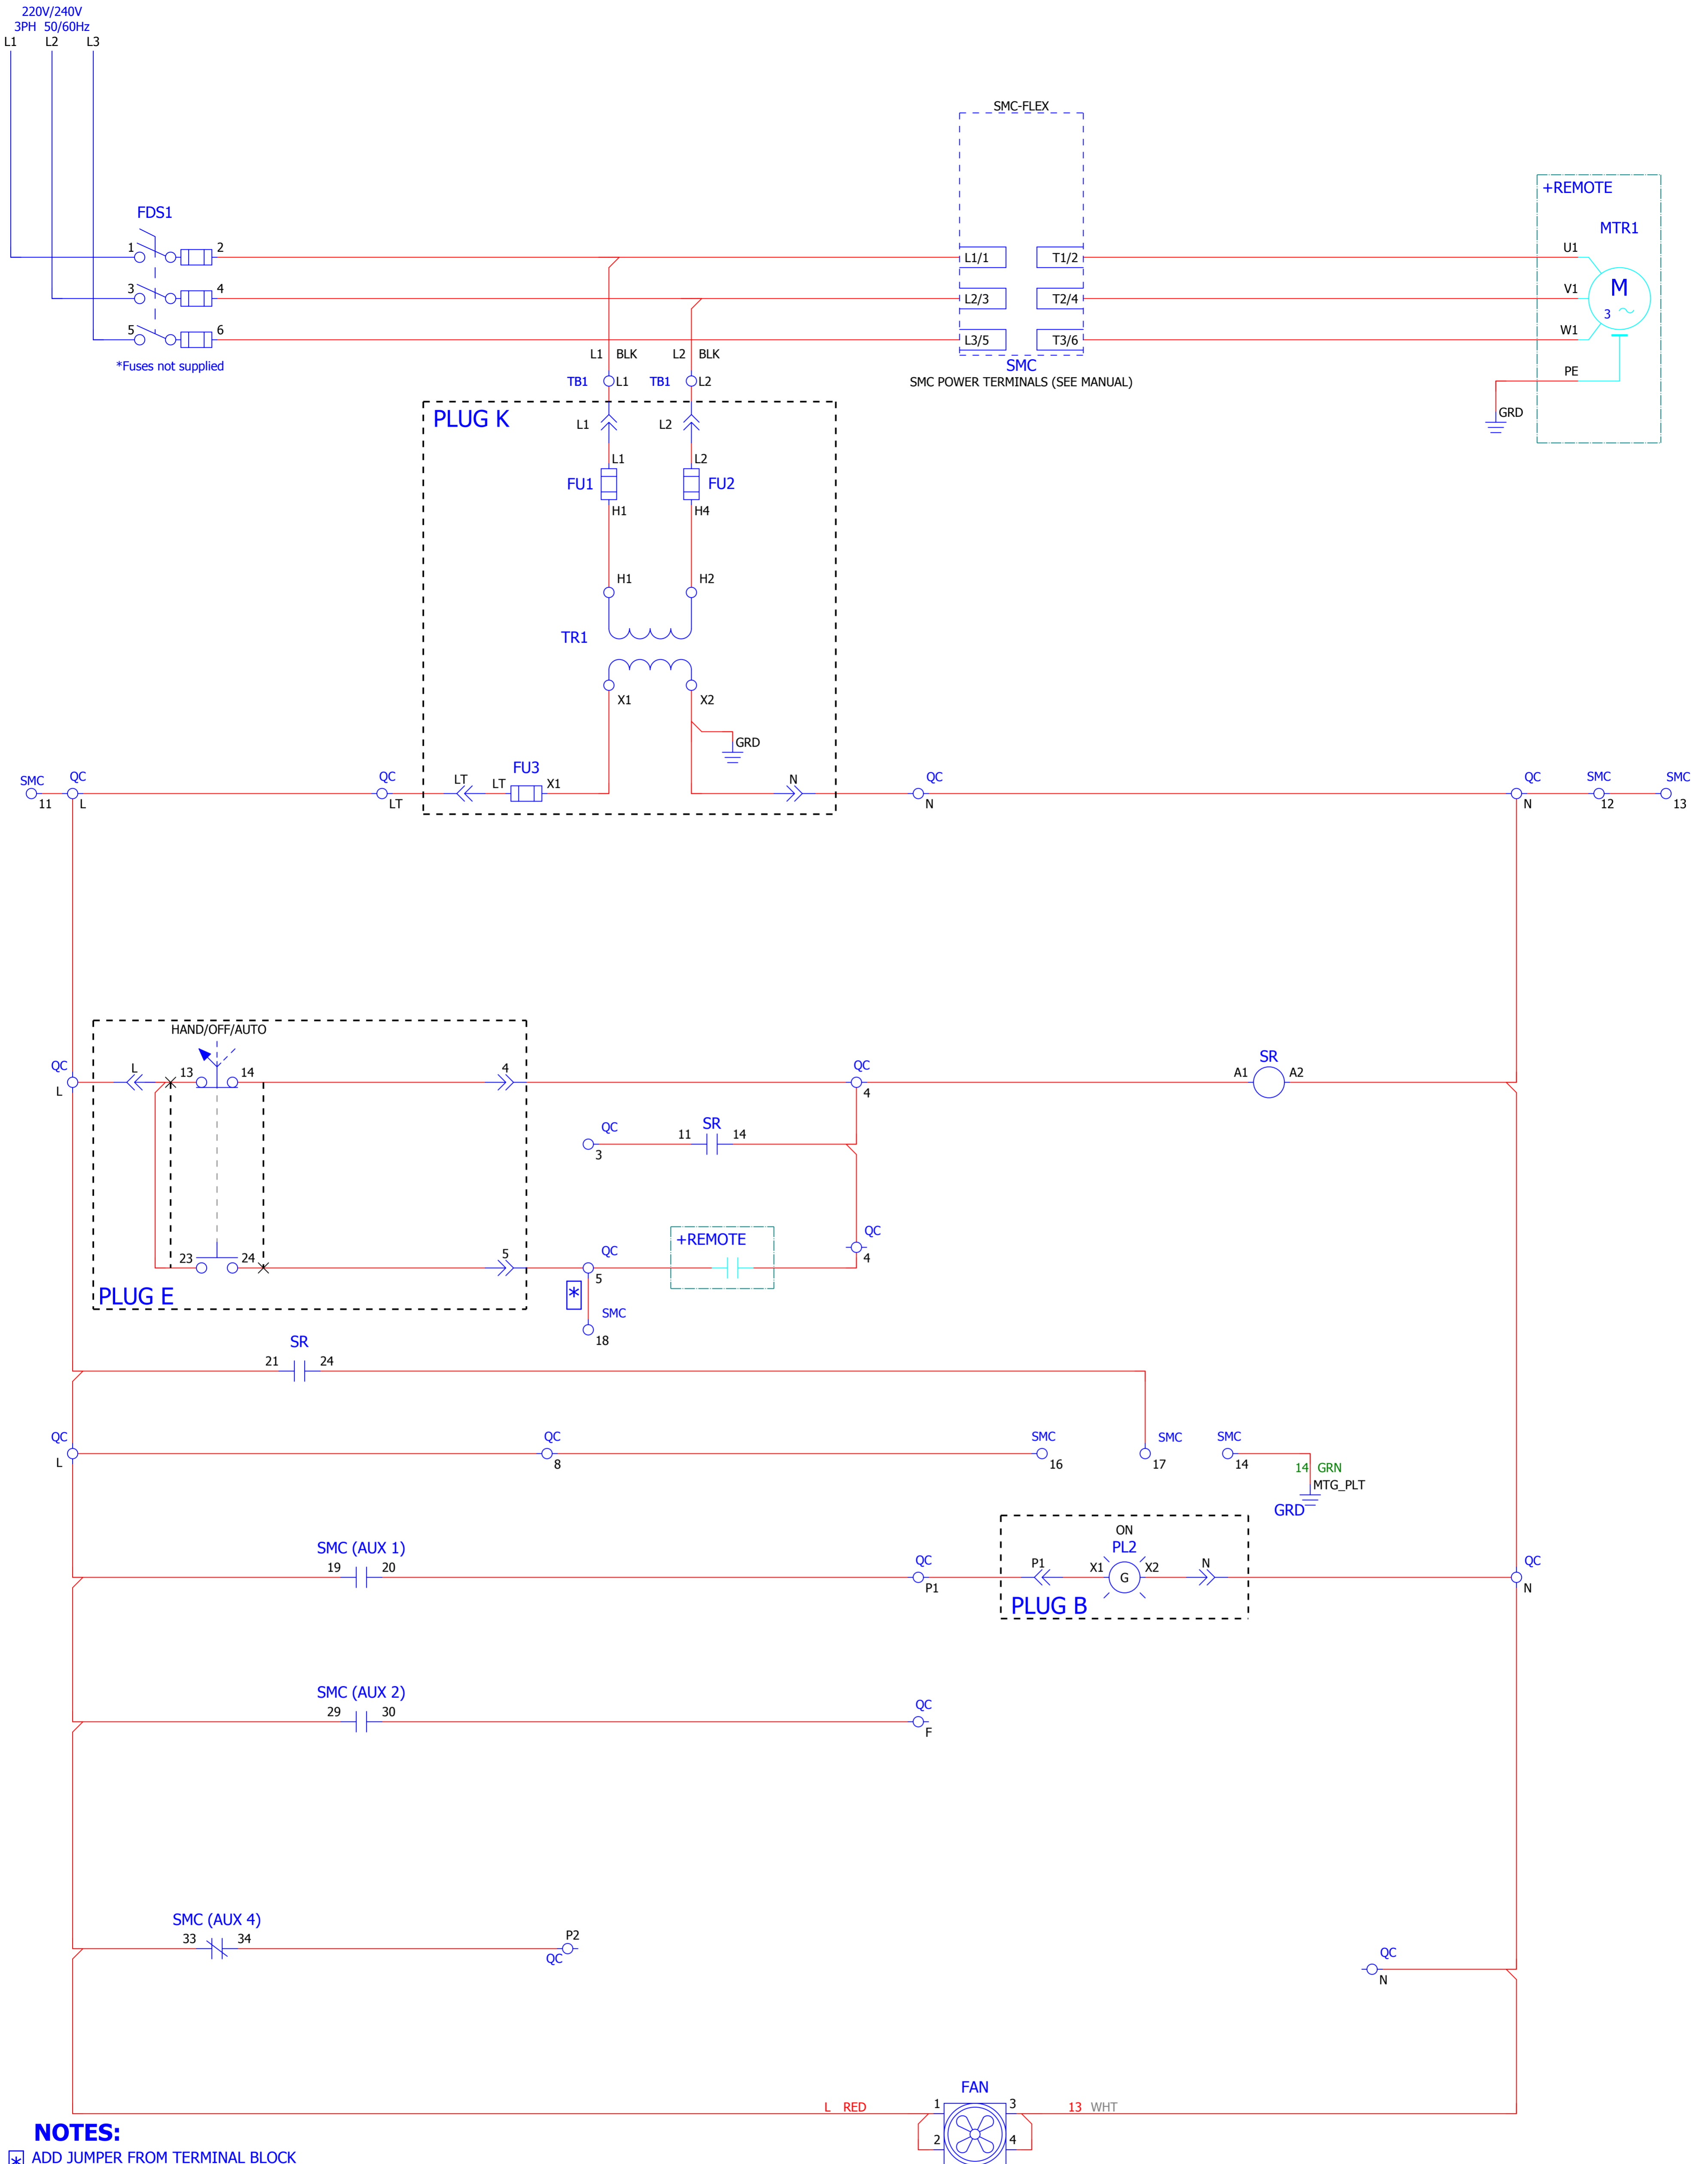 220V/240V
3PH 50/60Hz
L1 L2 L3
SMC-FLEX
+REMOTE
MTR1
FDS1
1 2
3 4
5 6
*Fuses not supplied
L1/1 T1/2
L2/3 T2/4
L3/5 T3/6
SMC
SMC POWER TERMINALS (SEE MANUAL)
U1
V1
W1
PE
M
3
GRD
L1 BLK L2 BLK
TB1 L1 TB1 L2
PLUG K
L1 L2
L1 L2
FU1 FU2
H1 H4
H1 H2
TR1
X1 X2
GRD
FU3
SMC QC QC LT LT X1 N QC QC SMC SMC
11 L LT N N 12 13
HAND/OFF/AUTO
QC L 13 14 4 QC SR
L 4 A1 A2
QC SR
3 11 14
QC
4
+REMOTE
23 24 5 QC
5
PLUG E
*
SMC
18
SR
21 24
QC QC SMC SMC SMC
L 8 16 17 14
14 GRN
MTG_PLT
GRD
ON
PL2
SMC (AUX 1)
19 20 QC P1 X1 G X2 N QC
P1 N
PLUG B
SMC (AUX 2)
29 30 QC
F
SMC (AUX 4)
33 34 P2
QC
QC
N
FAN
L RED 1 3 13 WHT
2 4
NOTES:
* ADD JUMPER FROM TERMINAL BLOCK